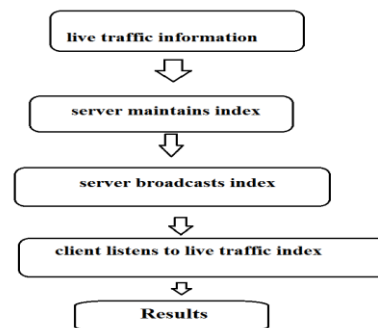 live traffic information
server maintains index
server broadcasts index
client listens to live traffic index
Results